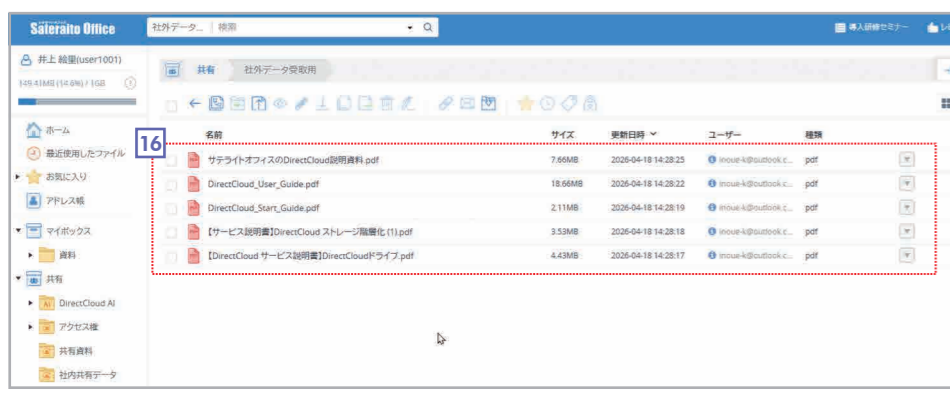 Sateraito Office
社外データ... 検索
導入研修セミナー
井上 絵里(user1001)
149.41MB (14.6%) / 1GB
共有 社外データ受取用
ホーム
最近使用したファイル
お気に入り
アドレス帳
マイボックス
資料
共有
DirectCloud AI
アクセス権
共有資料
社内共有データ
16
名前 サイズ 更新日時 ユーザー 種類
サテライトオフィスのDirectCloud説明資料.pdf 7.66MB 2026-04-18 14:28:25 inoue-k@outlook.c... pdf
DirectCloud_User_Guide.pdf 18.66MB 2026-04-18 14:28:22 inoue-k@outlook.c... pdf
DirectCloud_Start_Guide.pdf 2.11MB 2026-04-18 14:28:19 inoue-k@outlook.c... pdf
【サービス説明書】DirectCloud ストレージ階層化 (1).pdf 3.53MB 2026-04-18 14:28:18 inoue-k@outlook.c... pdf
【DirectCloud サービス説明書】DirectCloudドライブ.pdf 4.43MB 2026-04-18 14:28:17 inoue-k@outlook.c... pdf